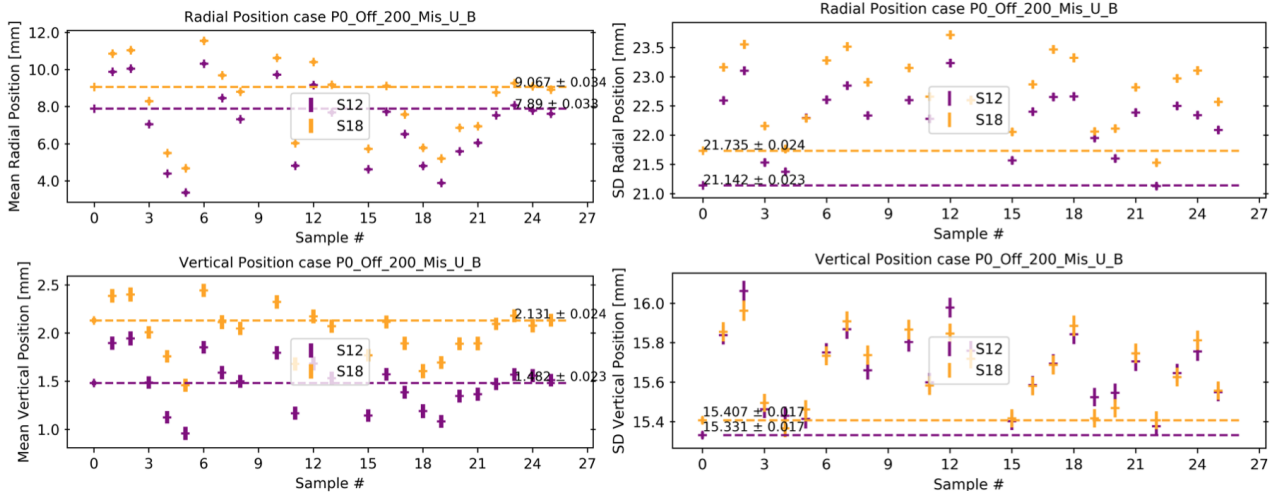 Radial Position case P0_Off_200_Mis_U_B
Mean Radial Position [mm]
12.0
10.0
8.0
6.0
4.0
9.067 ± 0.034
7.89 ± 0.033
S12
S18
0 3 6 9 12 15 18 21 24 27
Sample #
Radial Position case P0_Off_200_Mis_U_B
SD Radial Position [mm]
23.5
23.0
22.5
22.0
21.5
21.0
21.735 ± 0.024
21.142 ± 0.023
S12
S18
0 3 6 9 12 15 18 21 24 27
Sample #
Vertical Position case P0_Off_200_Mis_U_B
Mean Vertical Position [mm]
2.5
2.0
1.5
1.0
2.131 ± 0.024
1.482 ± 0.023
S12
S18
0 3 6 9 12 15 18 21 24 27
Sample #
Vertical Position case P0_Off_200_Mis_U_B
SD Vertical Position [mm]
16.0
15.8
15.6
15.4
15.407 ± 0.017
15.331 ± 0.017
S12
S18
0 3 6 9 12 15 18 21 24 27
Sample #